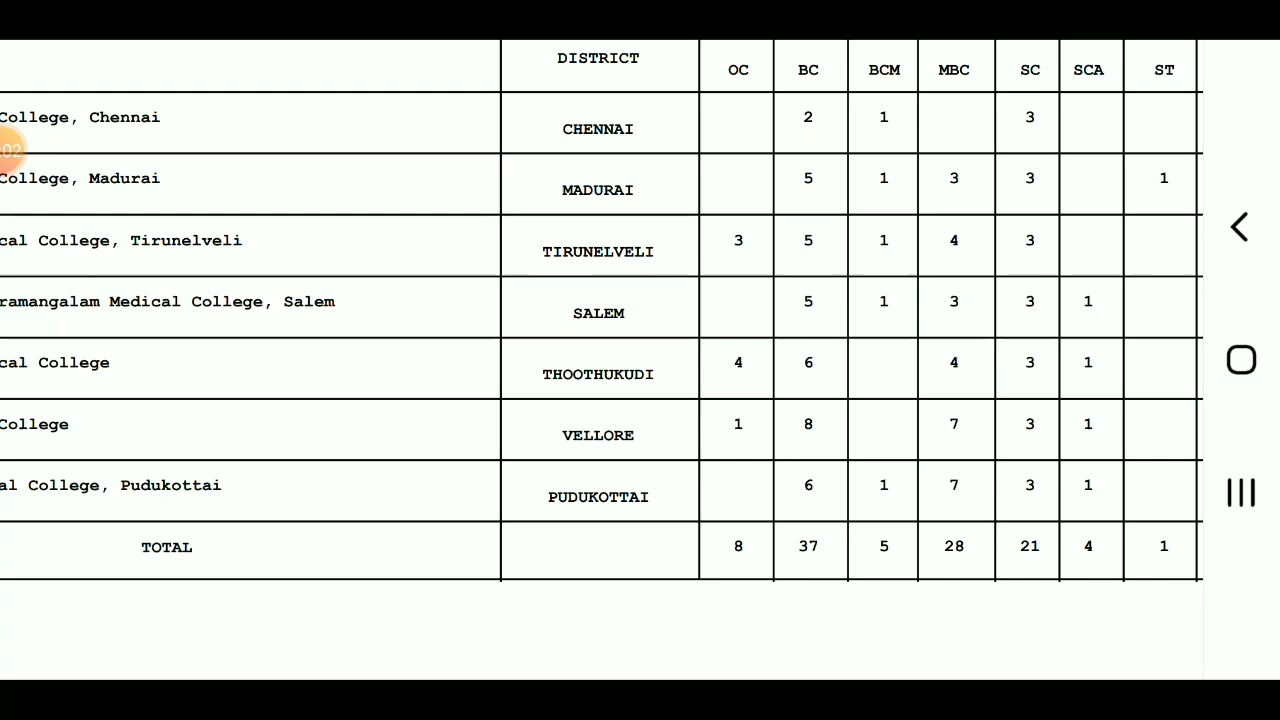 DISTRICT OC BC BCM MBC SC SCA ST
College, Chennai CHENNAI 2 1 3
:02
College, Madurai MADURAI 5 1 3 3 1
cal College, Tirunelveli TIRUNELVELI 3 5 1 4 3
ramangalam Medical College, Salem SALEM 5 1 3 3 1
cal College THOOTHUKUDI 4 6 4 3 1
College VELLORE 1 8 7 3 1
al College, Pudukottai PUDUKOTTAI 6 1 7 3 1
TOTAL 8 37 5 28 21 4 1